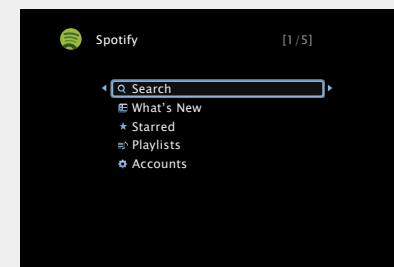 Spotify [1/5]
Search
What's New
Starred
Playlists
Accounts